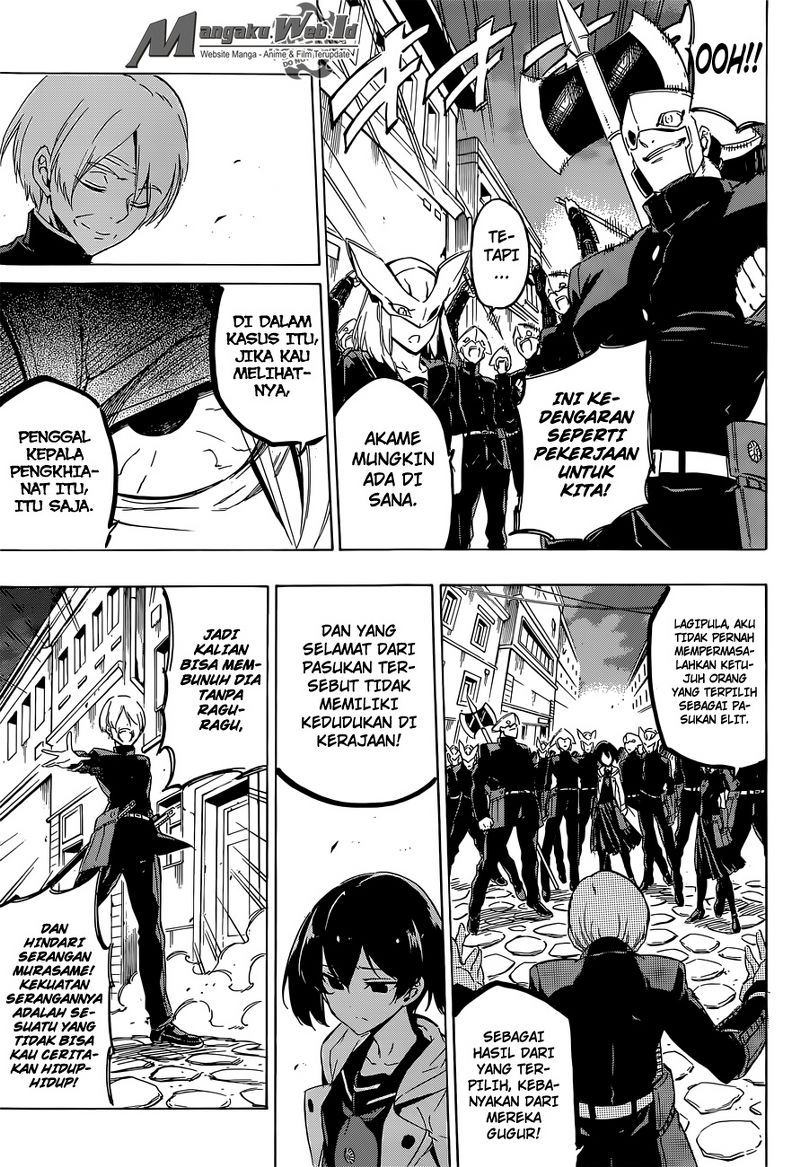 Mangaku.Web.Id
Website Manga - Anime & Film Terupdate
OOH!!
TE-
TAPI
...
INI KE-
DENGARAN
SEPERTI
PEKERJAAN
UNTUK
KITA!
AKAME
MUNGKIN
ADA DI
SANA.
DI DALAM
KASUS ITU,
JIKA KAU
MELIHAT-
NYA,
PENGGAL
KEPALA
PENGKHIA-
NAT ITU,
ITU SAJA.
LAGIPULA, AKU
TIDAK PERNAH
MEMPERMASA-
LAHKAN KETU-
JUH ORANG
YANG TERPILIH
SEBAGAI PA-
SUKAN ELIT.
SEBAGAI
HASIL DARI
YANG TER-
PILIH, KEBA-
NYAKAN DARI
MEREKA
GUGUR!
DAN YANG
SELAMAT DARI
PASUKAN TER-
SEBUT TIDAK
MEMILIKI
KEDUDUKAN DI
KERAJAAN!
JADI
KALIAN
BISA MEM-
BUNUH DIA
TANPA
RAGU-
RAGU,
DAN
HINDARI
SERANGAN
MURASAME!
KEKUATAN
SERANGANNYA
ADALAH SE-
SUATU YANG
TIDAK BISA
KAU CERITA-
KAN HIDUP-
HIDUP!